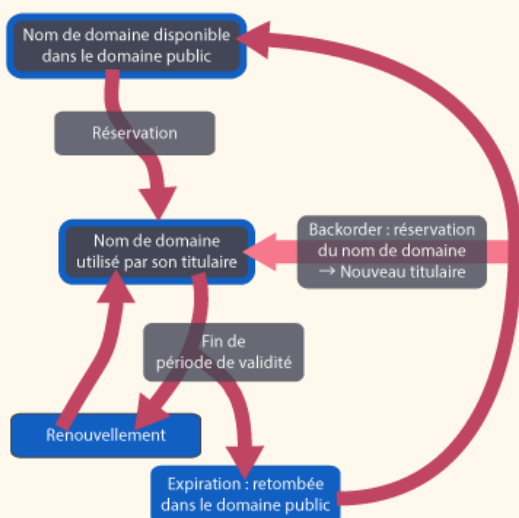 Nom de domaine disponible
dans le domaine public
Réservation
Nom de domaine
utilisé par son titulaire
Backorder : réservation
du nom de domaine
→ Nouveau titulaire
Fin de
période de validité
Renouvellement
Expiration : retombée
dans le domaine public